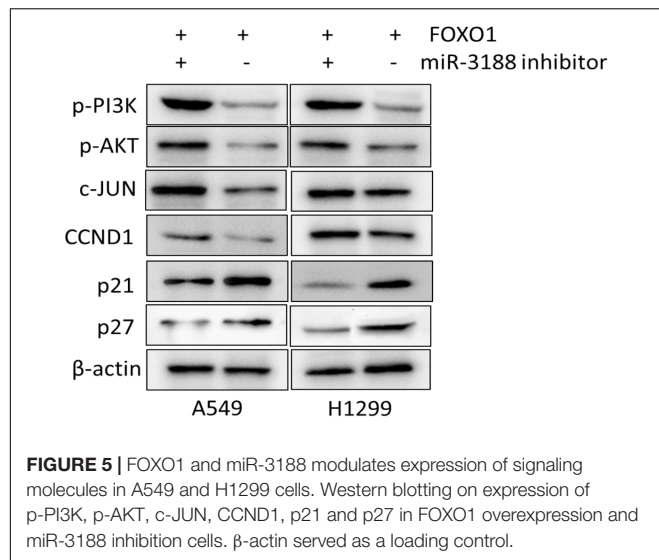 + + + + FOXO1
+ - + - miR-3188 inhibitor
p-PI3K
p-AKT
c-JUN
CCND1
p21
p27
β-actin
A549 H1299
FIGURE 5 | FOXO1 and miR-3188 modulates expression of signaling
molecules in A549 and H1299 cells. Western blotting on expression of
p-PI3K, p-AKT, c-JUN, CCND1, p21 and p27 in FOXO1 overexpression and
miR-3188 inhibition cells. β-actin served as a loading control.